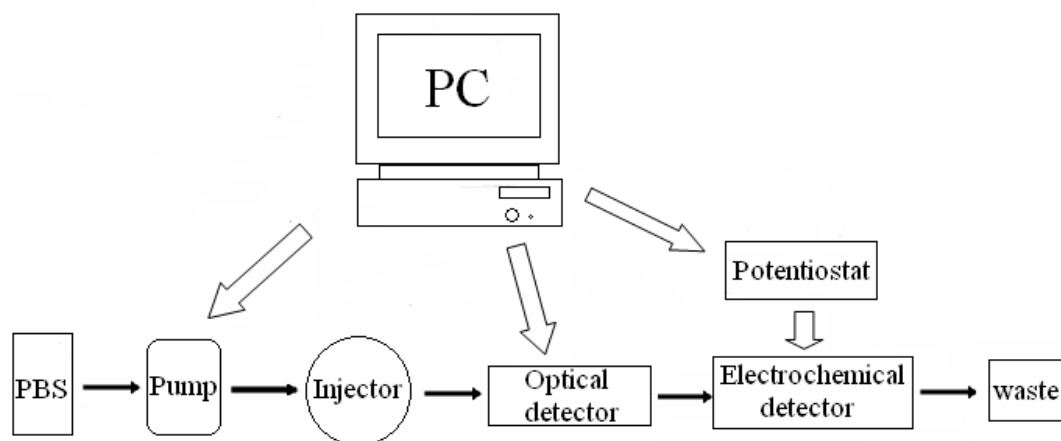 PC
Potentiostat
PBS
Pump
Injector
Optical
detector
Electrochemical
detector
waste